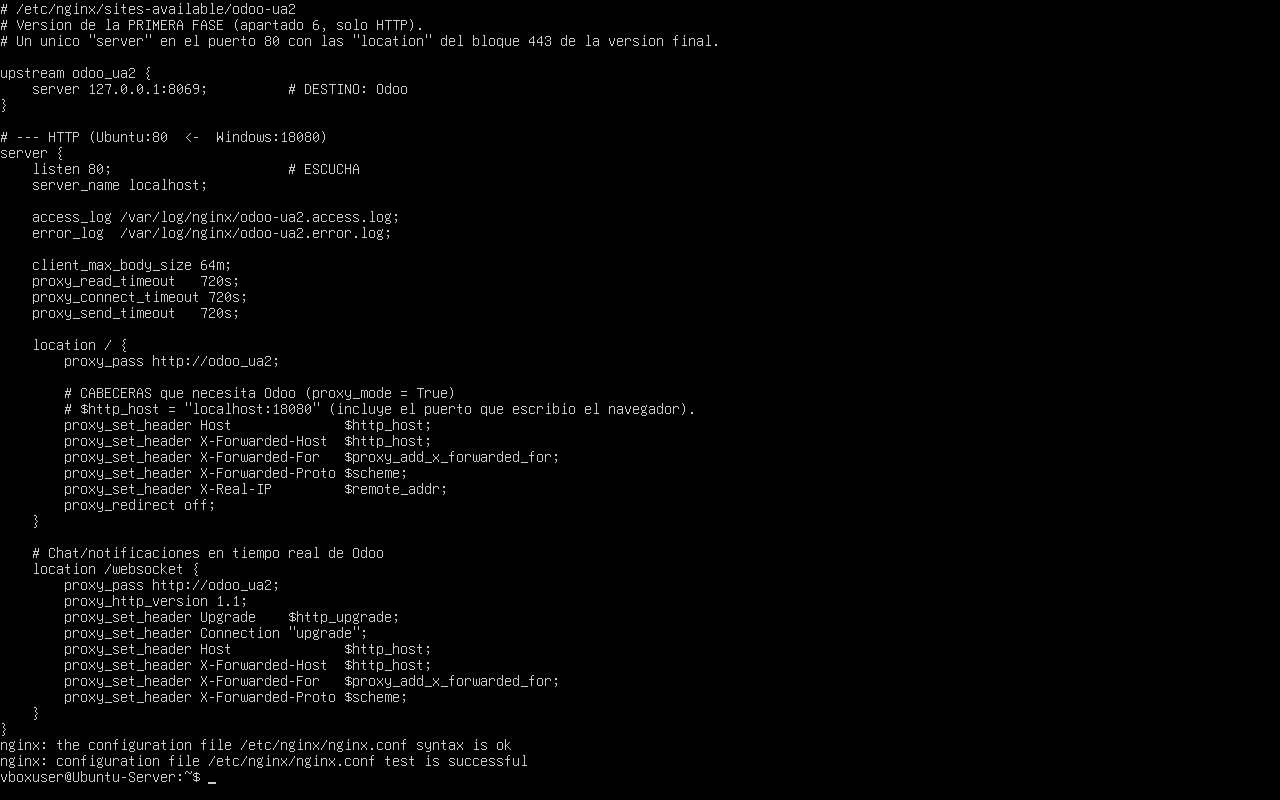 # /etc/nginx/sites-available/odoo-ua2
# Version de la PRIMERA FASE (apartado 6, solo HTTP).
# Un unico "server" en el puerto 80 con las "location" del bloque 443 de la version final.

upstream odoo_ua2 {
    server 127.0.0.1:8069;          # DESTINO: Odoo
}

# --- HTTP (Ubuntu:80  <-  Windows:18080)
server {
    listen 80;                      # ESCUCHA
    server_name localhost;

    access_log /var/log/nginx/odoo-ua2.access.log;
    error_log  /var/log/nginx/odoo-ua2.error.log;

    client_max_body_size 64m;
    proxy_read_timeout   720s;
    proxy_connect_timeout 720s;
    proxy_send_timeout   720s;

    location / {
        proxy_pass http://odoo_ua2;

        # CABECERAS que necesita Odoo (proxy_mode = True)
        # $http_host = "localhost:18080" (incluye el puerto que escribio el navegador).
        proxy_set_header Host              $http_host;
        proxy_set_header X-Forwarded-Host  $http_host;
        proxy_set_header X-Forwarded-For   $proxy_add_x_forwarded_for;
        proxy_set_header X-Forwarded-Proto $scheme;
        proxy_set_header X-Real-IP         $remote_addr;
        proxy_redirect off;
    }

    # Chat/notificaciones en tiempo real de Odoo
    location /websocket {
        proxy_pass http://odoo_ua2;
        proxy_http_version 1.1;
        proxy_set_header Upgrade    $http_upgrade;
        proxy_set_header Connection "upgrade";
        proxy_set_header Host              $http_host;
        proxy_set_header X-Forwarded-Host  $http_host;
        proxy_set_header X-Forwarded-For   $proxy_add_x_forwarded_for;
        proxy_set_header X-Forwarded-Proto $scheme;
    }
}
nginx: the configuration file /etc/nginx/nginx.conf syntax is ok
nginx: configuration file /etc/nginx/nginx.conf test is successful
vboxuser@Ubuntu-Server:~$ _